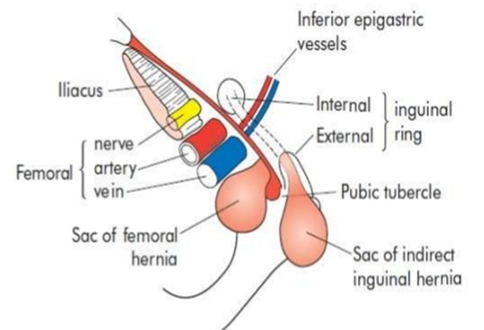 Inferior epigastric
vessels
Iliacus
Internal
External
inguinal
ring
Femoral
nerve
artery
vein
Pubic tubercle
Sac of femoral
hernia
Sac of indirect
inguinal hernia